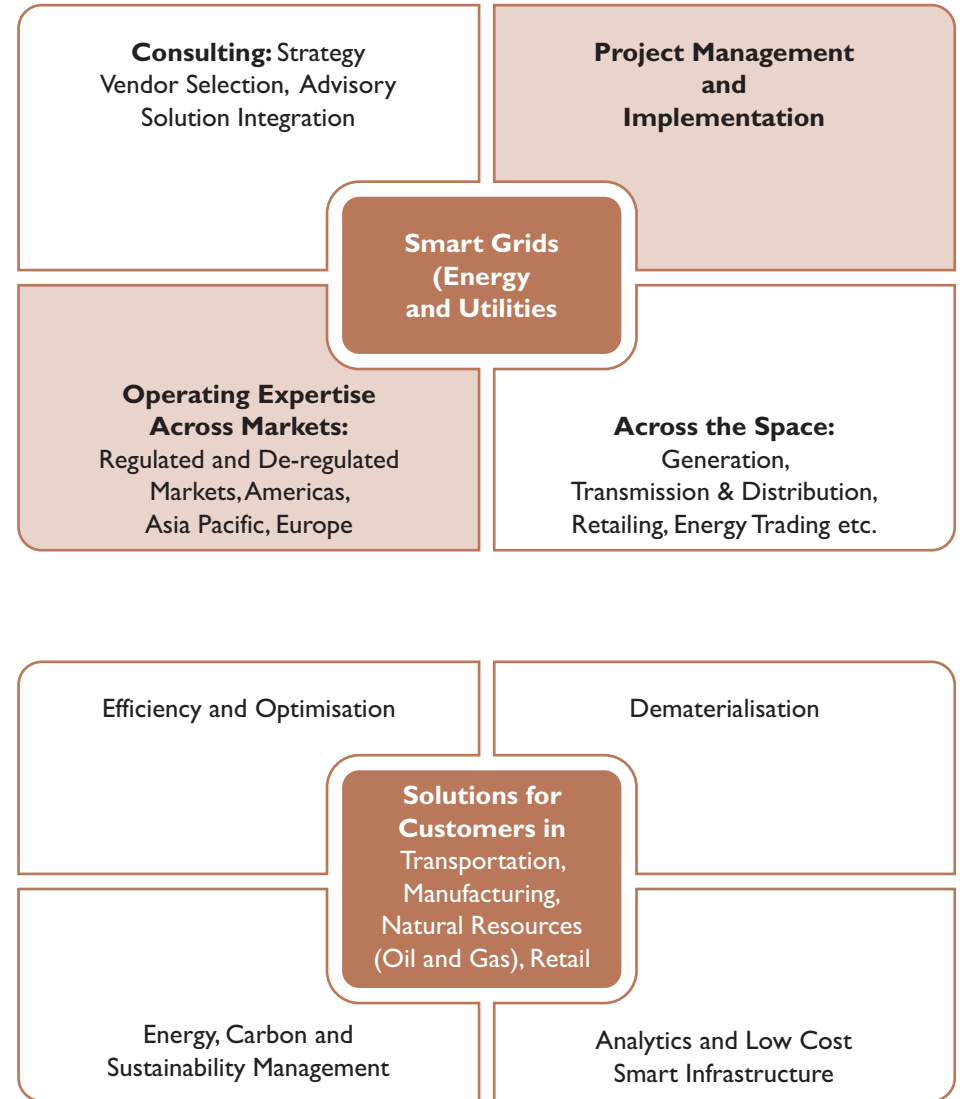 Consulting: Strategy
Vendor Selection, Advisory
Solution Integration
Project Management
and
Implementation
Smart Grids
(Energy
and Utilities
Operating Expertise
Across Markets:
Regulated and De-regulated
Markets, Americas,
Asia Pacific, Europe
Across the Space:
Generation,
Transmission & Distribution,
Retailing, Energy Trading etc.
Efficiency and Optimisation
Dematerialisation
Solutions for
Customers in
Transportation,
Manufacturing,
Natural Resources
(Oil and Gas), Retail
Energy, Carbon and
Sustainability Management
Analytics and Low Cost
Smart Infrastructure